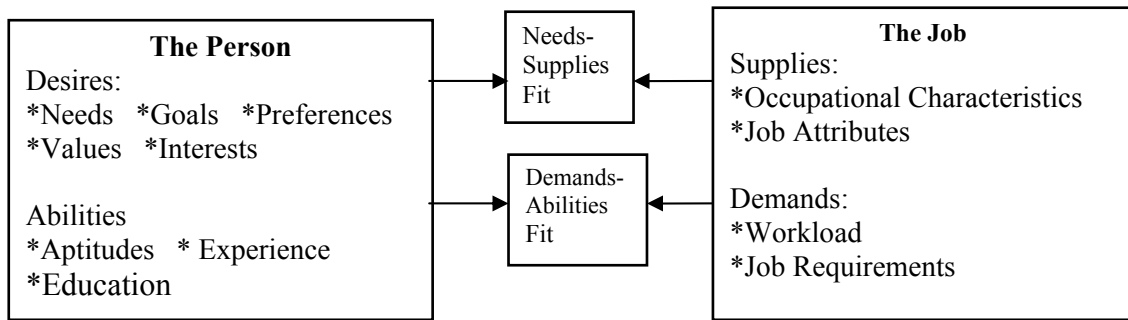 The Person
Desires:
*Needs *Goals *Preferences
*Values *Interests
Abilities
*Aptitudes * Experience
*Education
Needs-
Supplies
Fit
Demands-
Abilities
Fit
The Job
Supplies:
*Occupational Characteristics
*Job Attributes
Demands:
*Workload
*Job Requirements